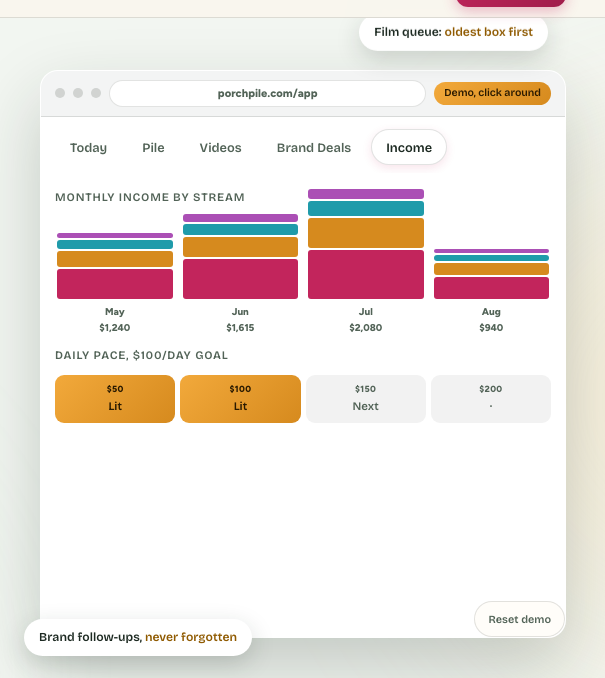 Film queue: oldest box first
porchpile.com/app
Demo, click around
Today Pile Videos Brand Deals Income
MONTHLY INCOME BY STREAM
May Jun Jul Aug
$1,240 $1,615 $2,080 $940
DAILY PACE, $100/DAY GOAL
$50 $100 $150 $200
Lit Lit Next ·
Reset demo
Brand follow-ups, never forgotten